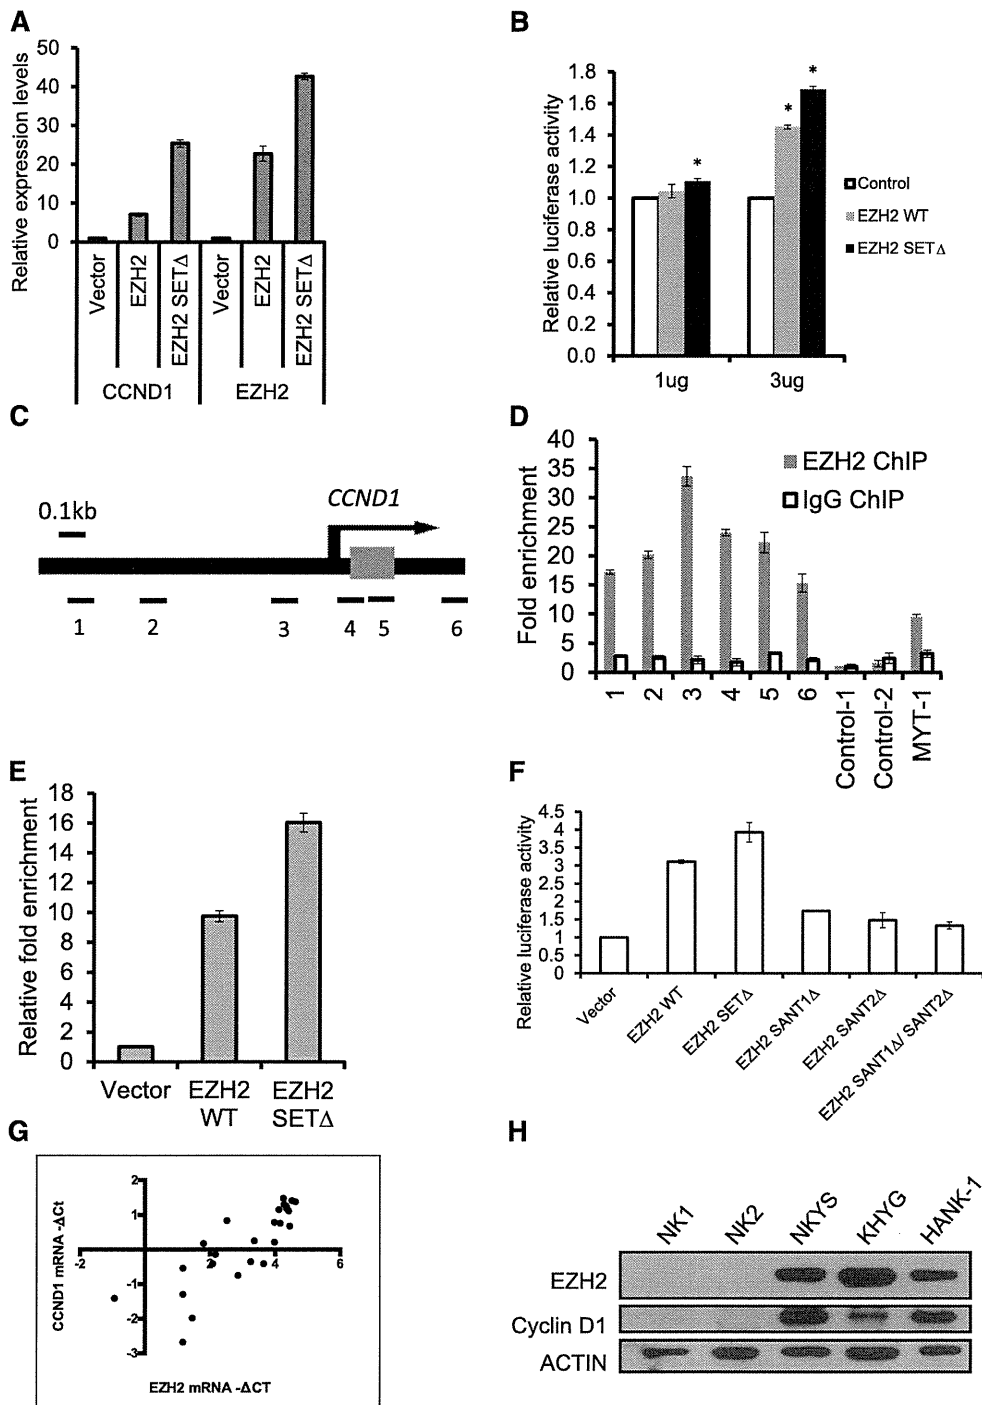 A
Relative expression levels
50
40
30
20
10
0
Vector
EZH2
EZH2 SETΔ
Vector
EZH2
EZH2 SETΔ
CCND1
EZH2
B
Relative luciferase activity
1.8
1.6
1.4
1.2
1.0
0.8
0.6
0.4
0.2
0.0
*
*
*
1ug
3ug
Control
EZH2 WT
EZH2 SETΔ
C
0.1kb
CCND1
1
2
3
4
5
6
D
Fold enrichment
40
35
30
25
20
15
10
5
0
EZH2 ChIP
IgG ChIP
1
2
3
4
5
6
Control-1
Control-2
MYT-1
E
Relative fold enrichment
18
16
14
12
10
8
6
4
2
0
Vector
EZH2 WT
EZH2 SETΔ
F
Relative luciferase activity
4.5
4
3.5
3
2.5
2
1.5
1
0.5
0
Vector
EZH2 WT
EZH2 SETΔ
EZH2 SANT1Δ
EZH2 SANT2Δ
EZH2 SANT1Δ/ SANT2Δ
G
CCND1 mRNA -ΔCt
2
1
-1
-2
-3
-2
2
4
6
EZH2 mRNA -ΔCT
H
NK1
NK2
NKYS
KHYG
HANK-1
EZH2
Cyclin D1
ACTIN